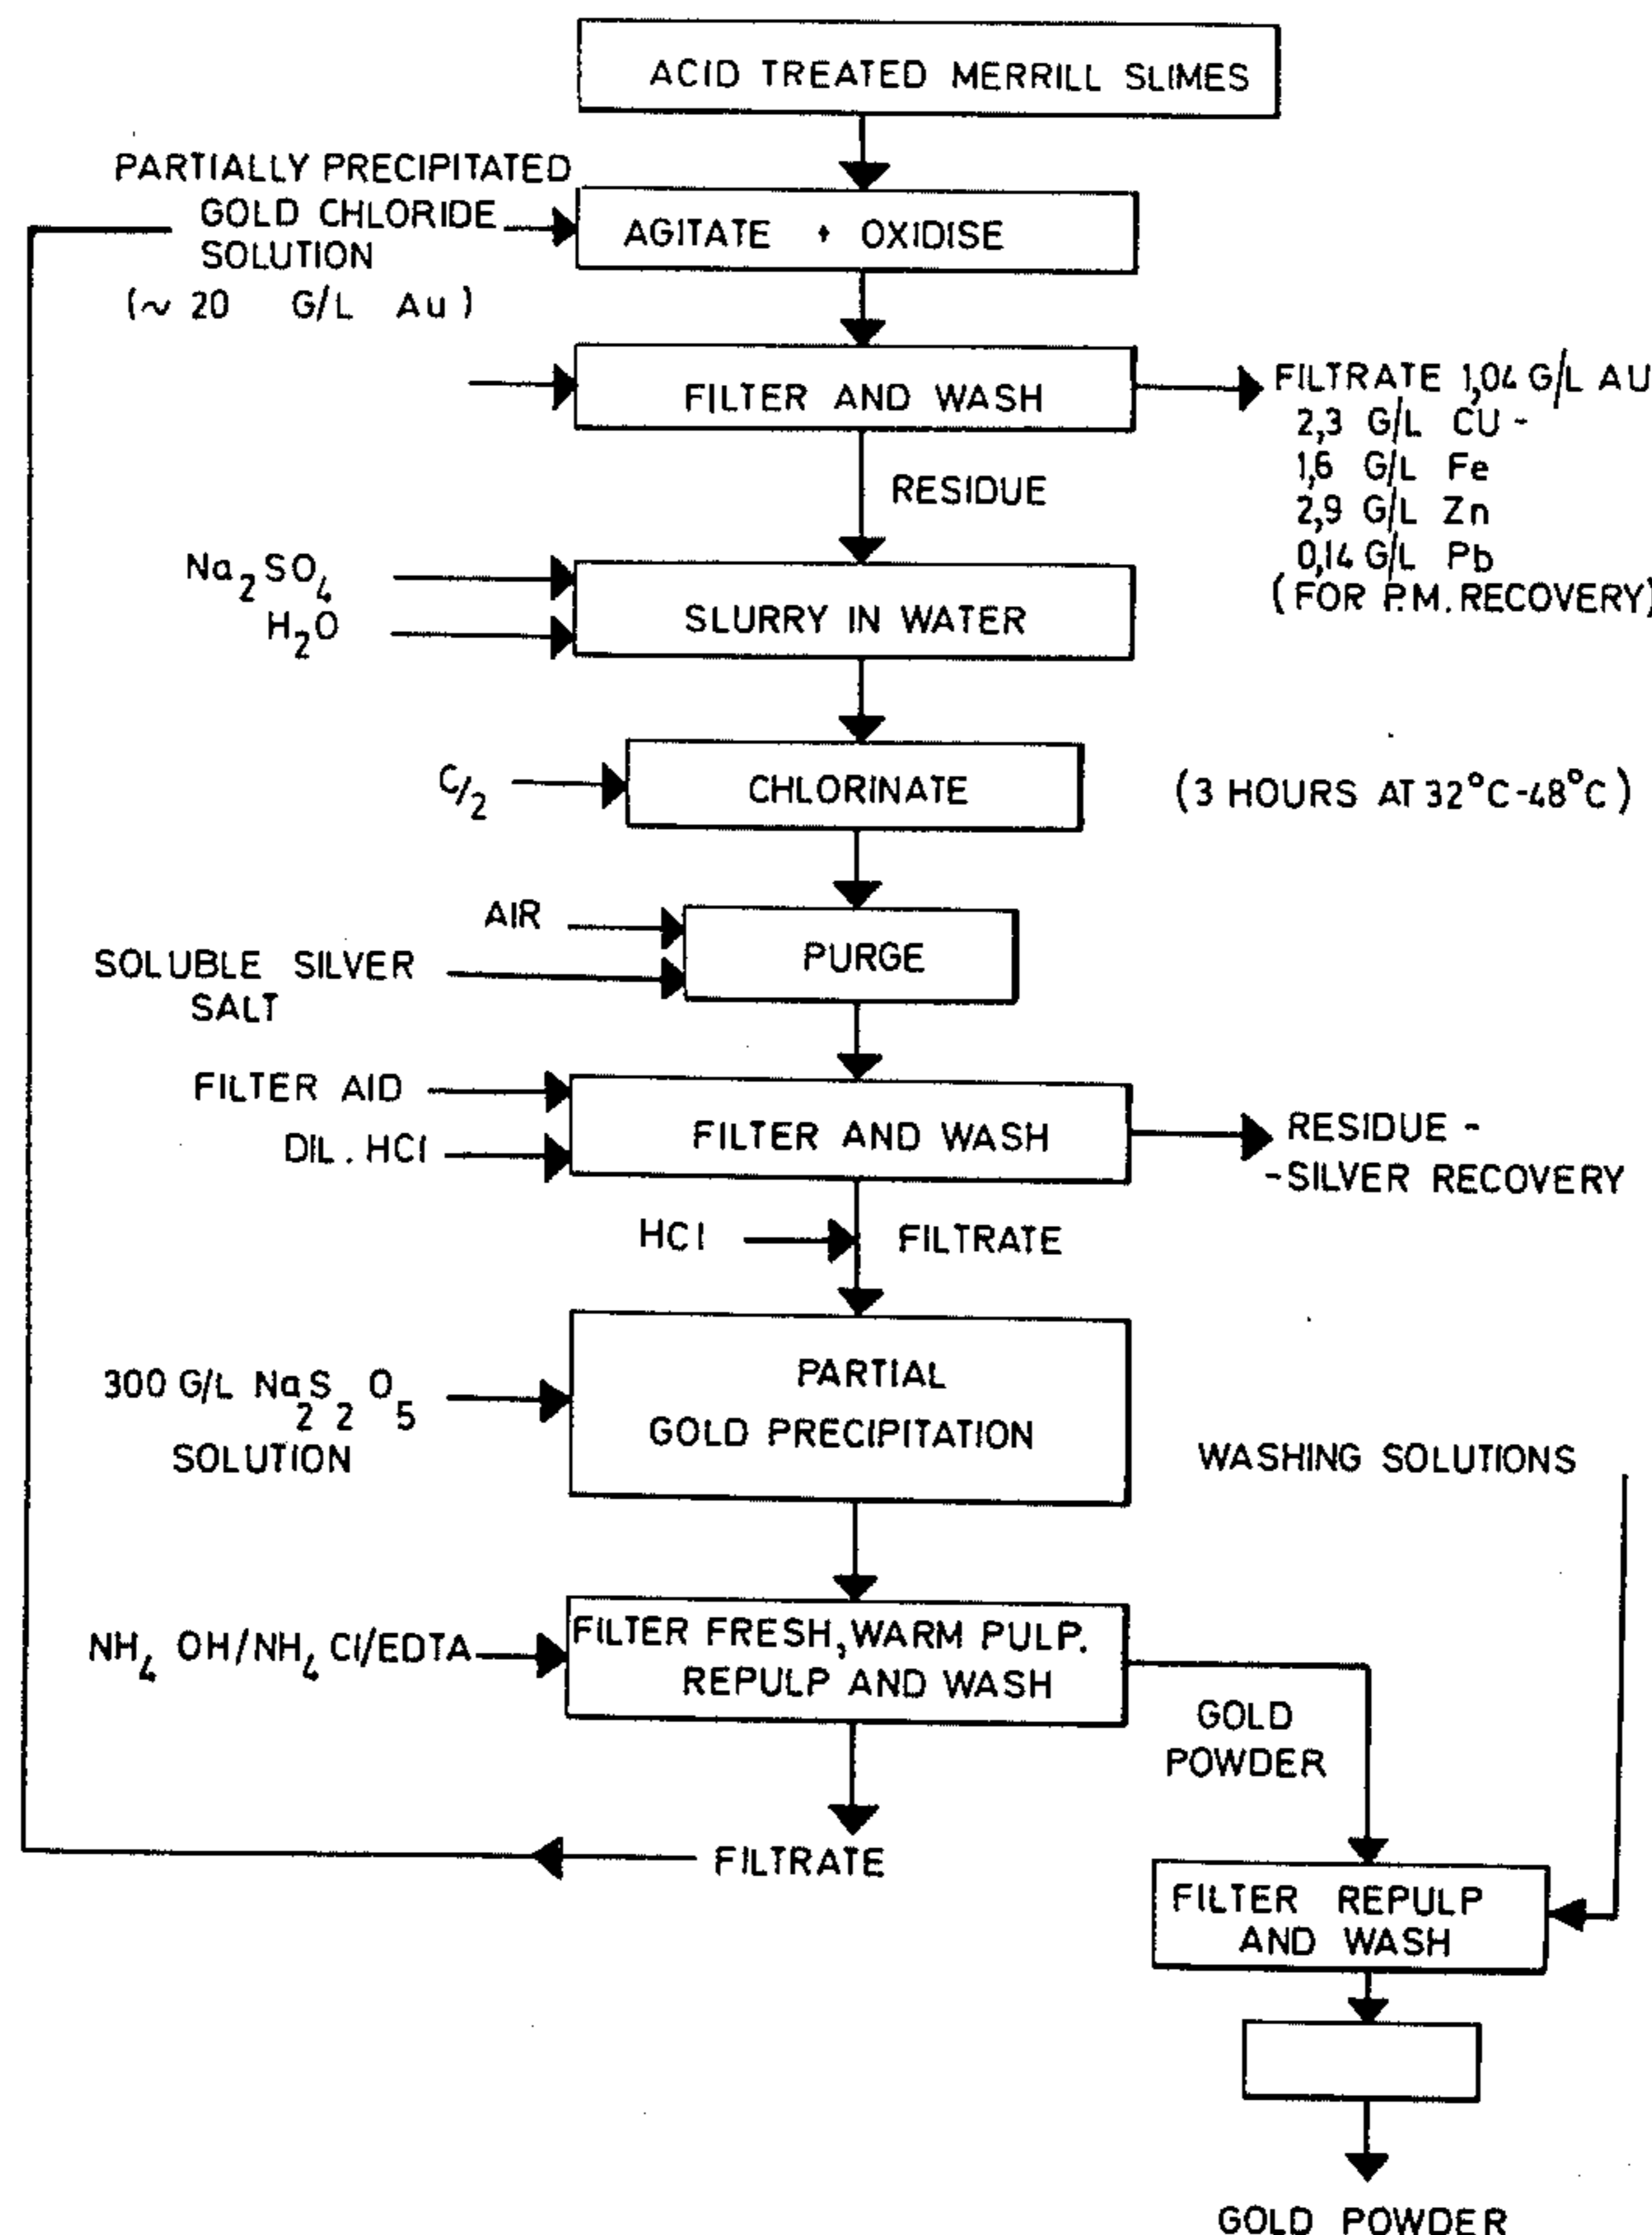 ACID TREATED MERRILL SLIMES
PARTIALLY PRECIPITATED
GOLD CHLORIDE
SOLUTION
(~ 20 G/L Au)
AGITATE + OXIDISE
FILTER AND WASH
FILTRATE 1,04 G/L AU
2,3 G/L CU -
1,6 G/L Fe
2,9 G/L Zn
0,14 G/L Pb
(FOR P.M. RECOVERY)
RESIDUE
Na2SO4
H2O
SLURRY IN WATER
C/2
CHLORINATE
(3 HOURS AT 32°C-48°C)
AIR
SOLUBLE SILVER
SALT
PURGE
FILTER AID
DIL. HCl
FILTER AND WASH
RESIDUE -
-SILVER RECOVERY
HCl
FILTRATE
300 G/L Na2S2O5
SOLUTION
PARTIAL
GOLD PRECIPITATION
WASHING SOLUTIONS
NH4 OH/NH4 Cl/EDTA
FILTER FRESH, WARM PULP.
REPULP AND WASH
GOLD
POWDER
FILTRATE
FILTER REPULP
AND WASH
GOLD POWDER